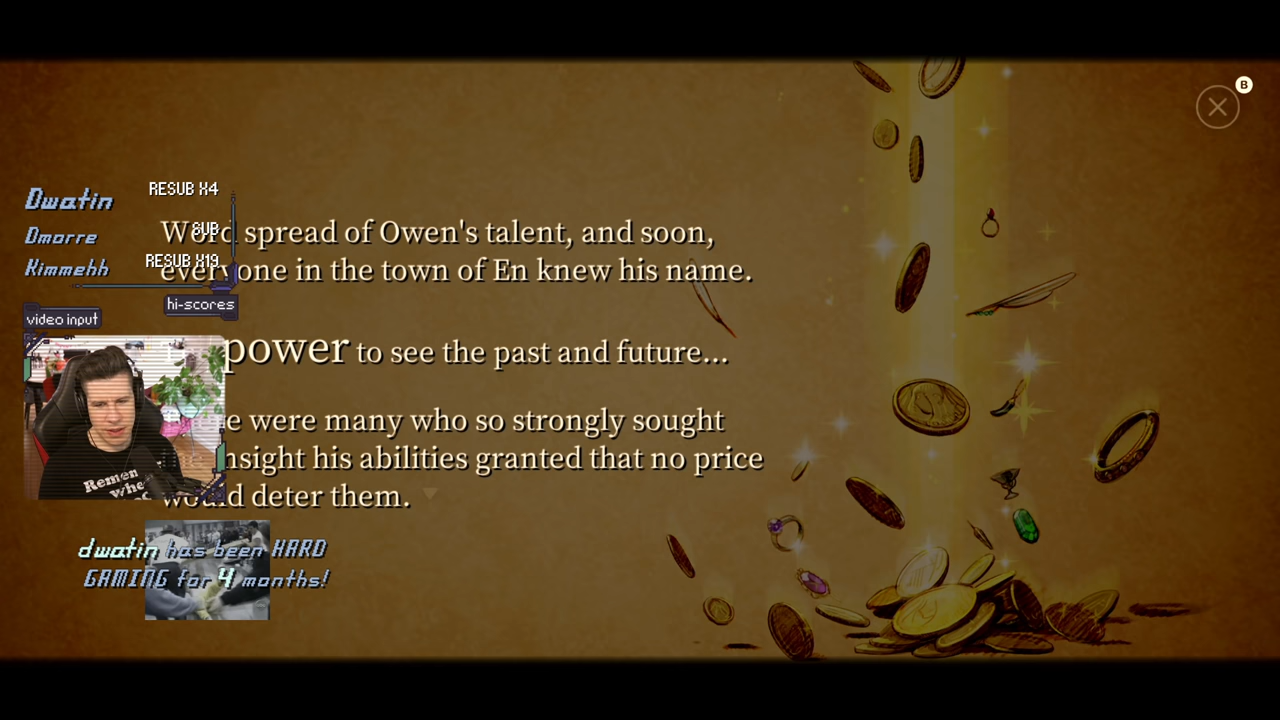 B
Dwatin RESUB X4
Dmorre SUB
Kimmehh RESUB X19
hi-scores
video input
Word spread of Owen's talent, and soon,
everyone in the town of En knew his name.
power to see the past and future...
were many who so strongly sought
insight his abilities granted that no price
would deter them.
Remem
Whe
dwatin has been HARD
GAMING for 4 months!